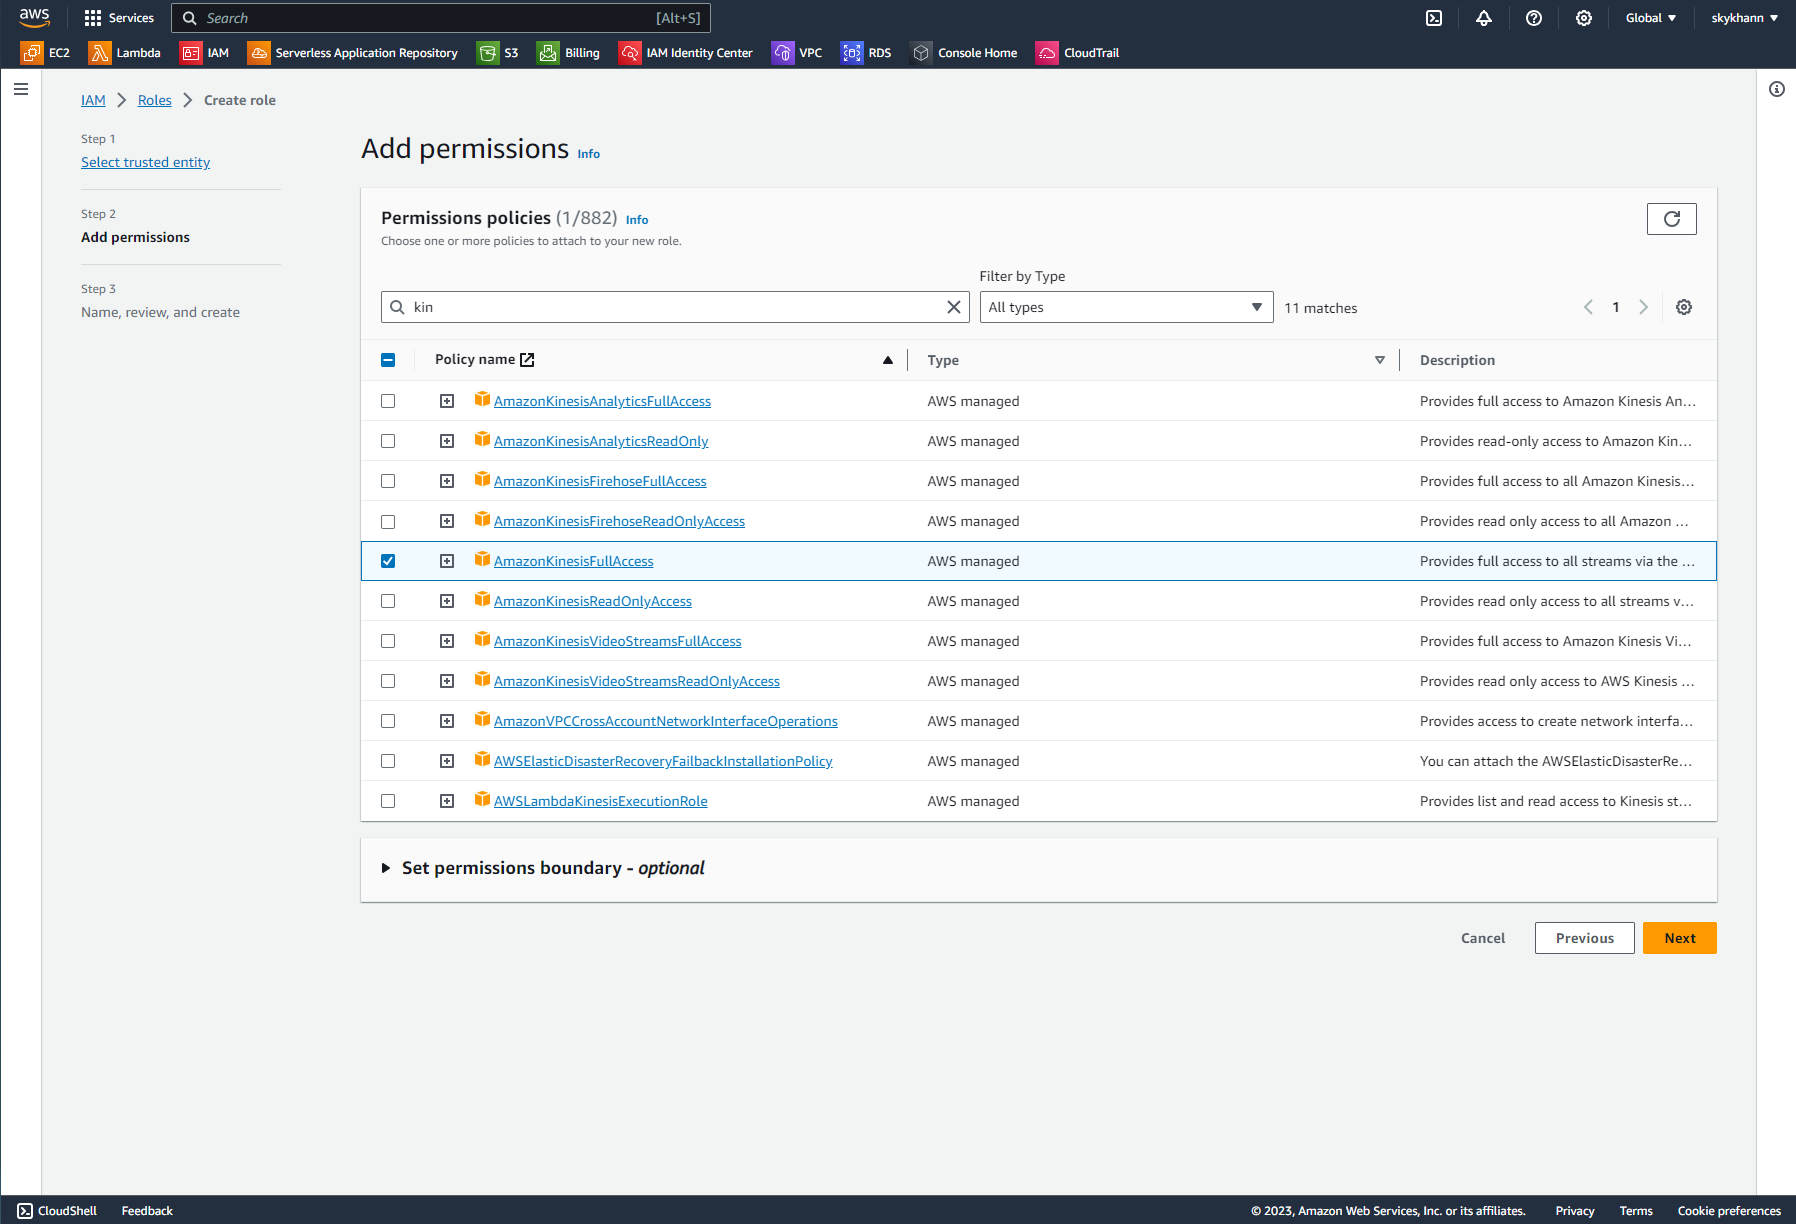 aws Services Search [Alt+S] Global skykhann
EC2 Lambda IAM Serverless Application Repository S3 Billing IAM Identity Center VPC RDS Console Home CloudTrail
IAM Roles Create role
Step 1
Select trusted entity
Step 2
Add permissions
Step 3
Name, review, and create
Add permissions Info
Permissions policies (1/882) Info
Choose one or more policies to attach to your new role.
Filter by Type
kin All types 11 matches 1
Policy name Type Description
AmazonKinesisAnalyticsFullAccess AWS managed Provides full access to Amazon Kinesis An...
AmazonKinesisAnalyticsReadOnly AWS managed Provides read-only access to Amazon Kin...
AmazonKinesisFirehoseFullAccess AWS managed Provides full access to all Amazon Kinesis...
AmazonKinesisFirehoseReadOnlyAccess AWS managed Provides read only access to all Amazon ...
AmazonKinesisFullAccess AWS managed Provides full access to all streams via the ...
AmazonKinesisReadOnlyAccess AWS managed Provides read only access to all streams v...
AmazonKinesisVideoStreamsFullAccess AWS managed Provides full access to Amazon Kinesis Vi...
AmazonKinesisVideoStreamsReadOnlyAccess AWS managed Provides read only access to AWS Kinesis ...
AmazonVPCCrossAccountNetworkInterfaceOperations AWS managed Provides access to create network interfa...
AWSElasticDisasterRecoveryFailbackInstallationPolicy AWS managed You can attach the AWSElasticDisasterRe...
AWSLambdaKinesisExecutionRole AWS managed Provides list and read access to Kinesis st...
Set permissions boundary - optional
Cancel Previous Next
CloudShell Feedback © 2023, Amazon Web Services, Inc. or its affiliates. Privacy Terms Cookie preferences